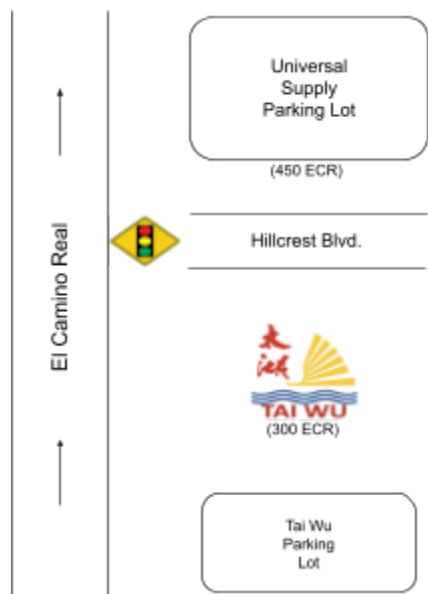 Universal
Supply
Parking Lot
(450 ECR)
El Camino Real
Hillcrest Blvd.
太湖
TAI WU
(300 ECR)
Tai Wu
Parking
Lot